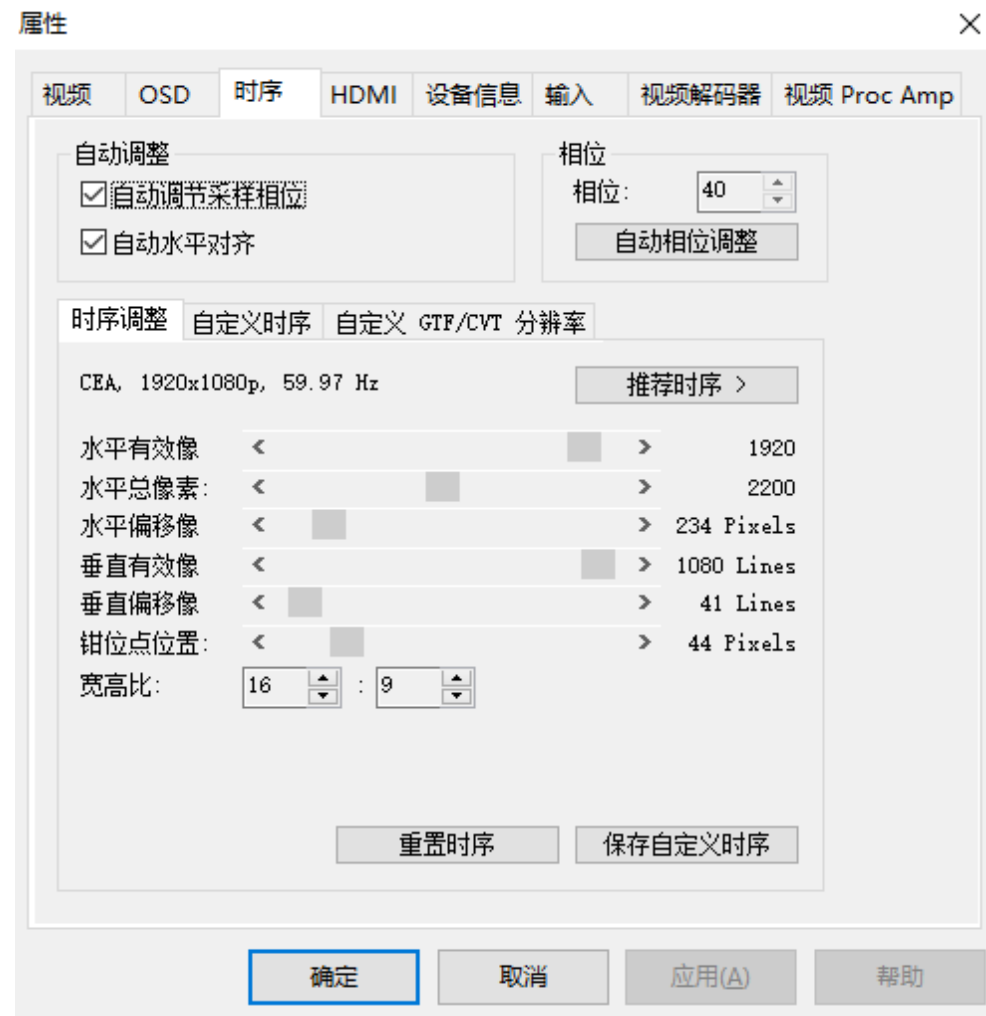 属性
视频 OSD 时序 HDMI 设备信息 输入 视频解码器 视频 Proc Amp
自动调整
自动调节采样相位
自动水平对齐
相位
相位: 40
自动相位调整
时序调整 自定义时序 自定义 GTF/CVT 分辨率
CEA, 1920x1080p, 59.97 Hz 推荐时序 >
水平有效像 1920
水平总像素: 2200
水平偏移像 234 Pixels
垂直有效像 1080 Lines
垂直偏移像 41 Lines
钳位点位置: 44 Pixels
宽高比: 16 : 9
重置时序 保存自定义时序
确定 取消 应用(A) 帮助